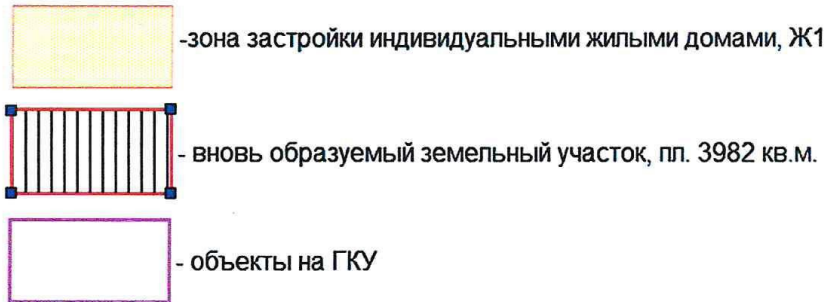 -зона застройки индивидуальными жилыми домами, Ж1
- вновь образуемый земельный участок, пл. 3982 кв.м.
- объекты на ГКУ